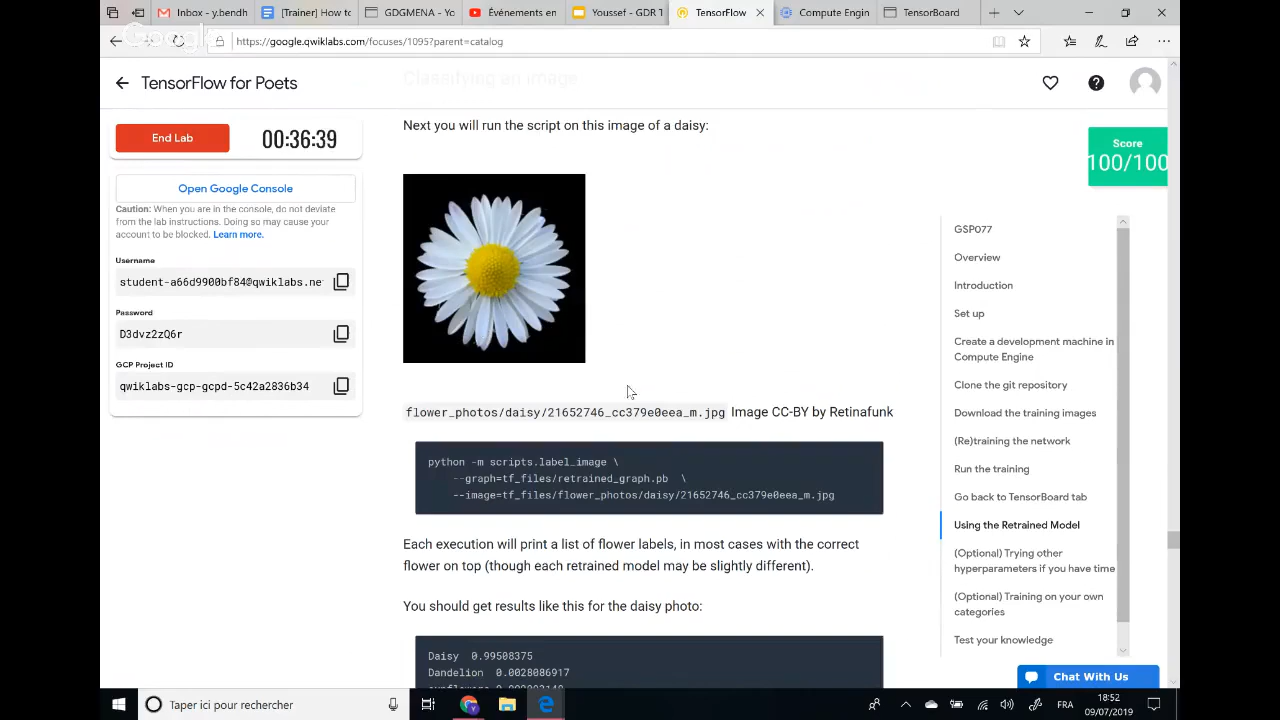 Inbox - y.bendh
[Trainer] How to
GDGMENA - Yo
Événements en
Youssef - GDR T
TensorFlow
Compute Engin
TensorBoard
https://google.qwiklabs.com/focuses/1095?parent=catalog
TensorFlow for Poets
Classifying an image
End Lab
00:36:39
Open Google Console
Caution: When you are in the console, do not deviate
from the lab instructions. Doing so may cause your
account to be blocked. Learn more.
Username
student-a66d9900bf84@qwiklabs.ne
Password
D3dvz2zQ6r
GCP Project ID
qwiklabs-gcp-gcpd-5c42a2836b34
Next you will run the script on this image of a daisy:
flower_photos/daisy/21652746_cc379e0eea_m.jpg Image CC-BY by Retinafunk
python -m scripts.label_image \
--graph=tf_files/retrained_graph.pb \
--image=tf_files/flower_photos/daisy/21652746_cc379e0eea_m.jpg
Each execution will print a list of flower labels, in most cases with the correct
flower on top (though each retrained model may be slightly different).
You should get results like this for the daisy photo:
Daisy 0.99508375
Dandelion 0.0028086917
Score
100/100
GSP077
Overview
Introduction
Set up
Create a development machine in
Compute Engine
Clone the git repository
Download the training images
(Re)training the network
Run the training
Go back to TensorBoard tab
Using the Retrained Model
(Optional) Trying other
hyperparameters if you have time
(Optional) Training on your own
categories
Test your knowledge
Chat With Us
Taper ici pour rechercher
FRA
18:52
09/07/2019